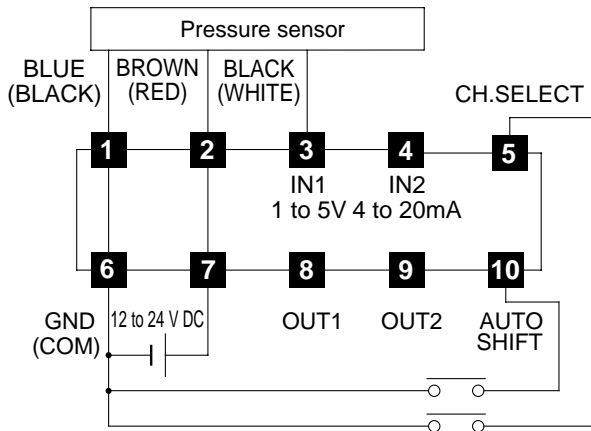 Pressure sensor
BLUE
(BLACK)
BROWN
(RED)
BLACK
(WHITE)
CH.SELECT
1 2 3 4 5
IN1 IN2
1 to 5V 4 to 20mA
6 7 8 9 10
GND
(COM)
12 to 24 V DC
OUT1
OUT2
AUTO
SHIFT